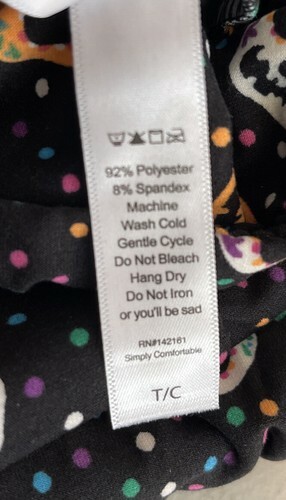 92% Polyester
8% Spandex
Machine
Wash Cold
Gentle Cycle
Do Not Bleach
Hang Dry
Do Not Iron
or you'll be sad
RN#142161
Simply Comfortable
T/C